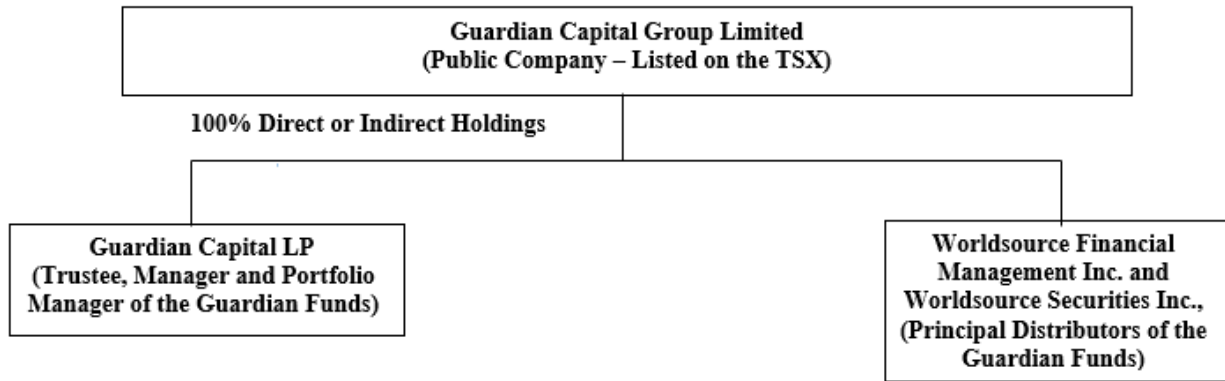 Guardian Capital Group Limited
(Public Company – Listed on the TSX)
100% Direct or Indirect Holdings
Guardian Capital LP
(Trustee, Manager and Portfolio
Manager of the Guardian Funds)
Worldsource Financial
Management Inc. and
Worldsource Securities Inc.,
(Principal Distributors of the
Guardian Funds)